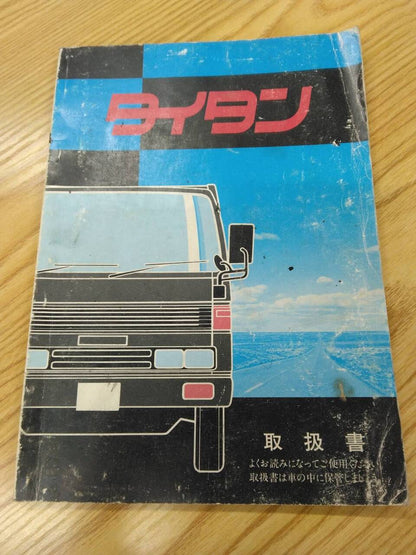 タイタン
取扱書
よくお読みになってご使用ください
取扱書は車の中に保管しましょう